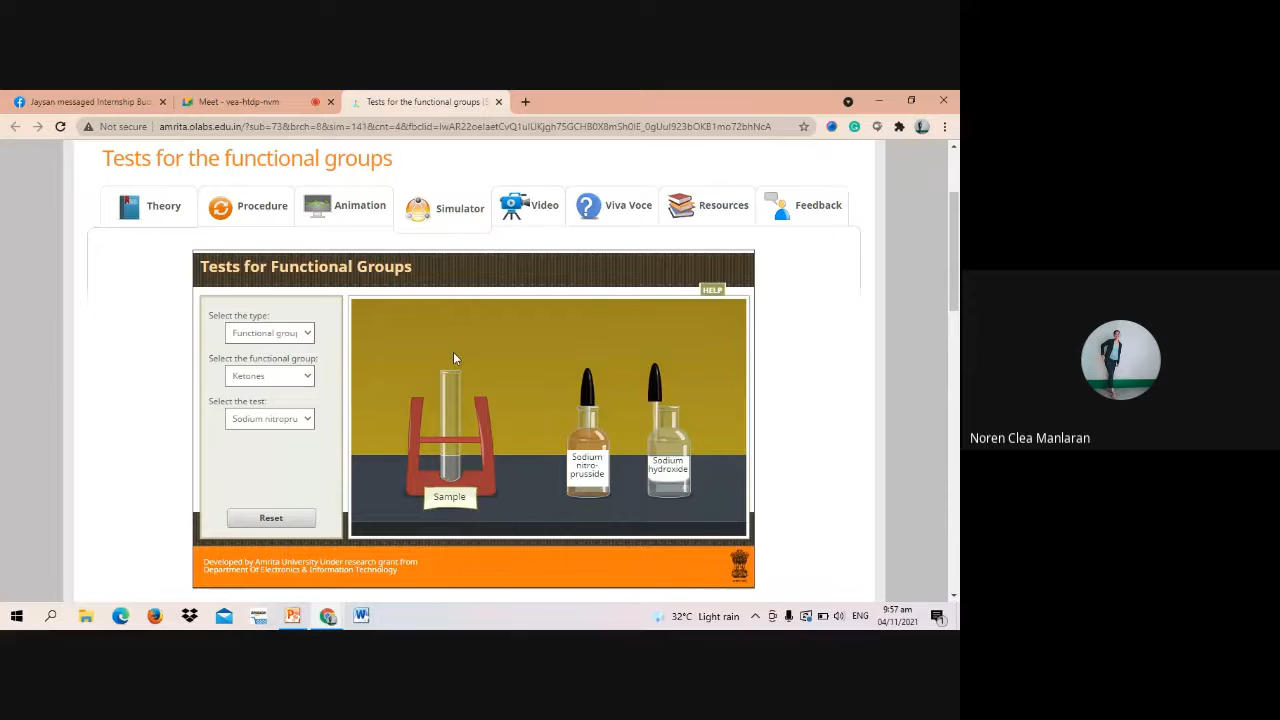 Jaysan messaged Internship Bud
Meet - vea-htdp-nvm
Tests for the functional groups (S
Not secure
amrita.olabs.edu.in/?sub=73&brch=8&sim=141&cnt=4&fbclid=
Tests for the functional groups
Theory
Procedure
Animation
Simulator
Video
Viva Voce
Resources
Feedback
Tests for Functional Groups
HELP
Select the type:
Functional group
Select the functional group:
Ketones
Select the test:
Sodium nitropru
Reset
Sample
Sodium
nitro-
prusside
Sodium
hydroxide
Developed by Amrita University Under research grant from
Department Of Electronics & Information Technology
Noren Clea Manlaran
32°C Light rain
ENG
9:57 am
04/11/2021